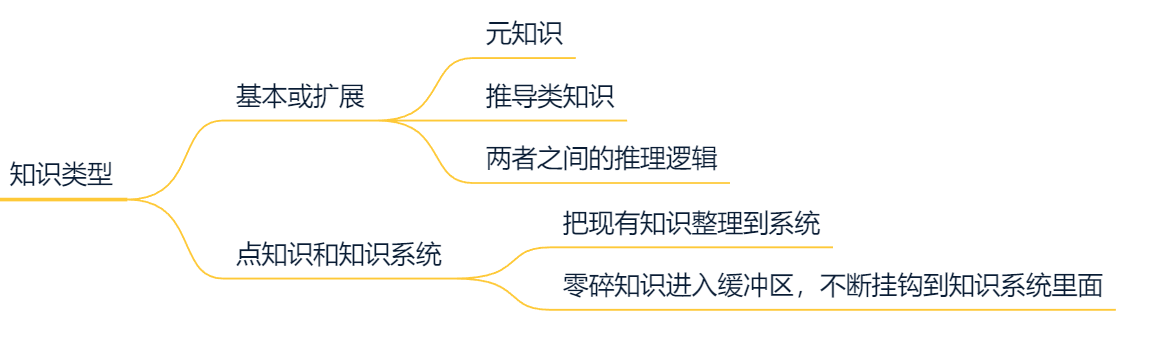 元知识
基本或扩展
推导类知识
两者之间的推理逻辑
知识类型
把现有知识整理到系统
点知识和知识系统
零碎知识进入缓冲区，不断挂钩到知识系统里面